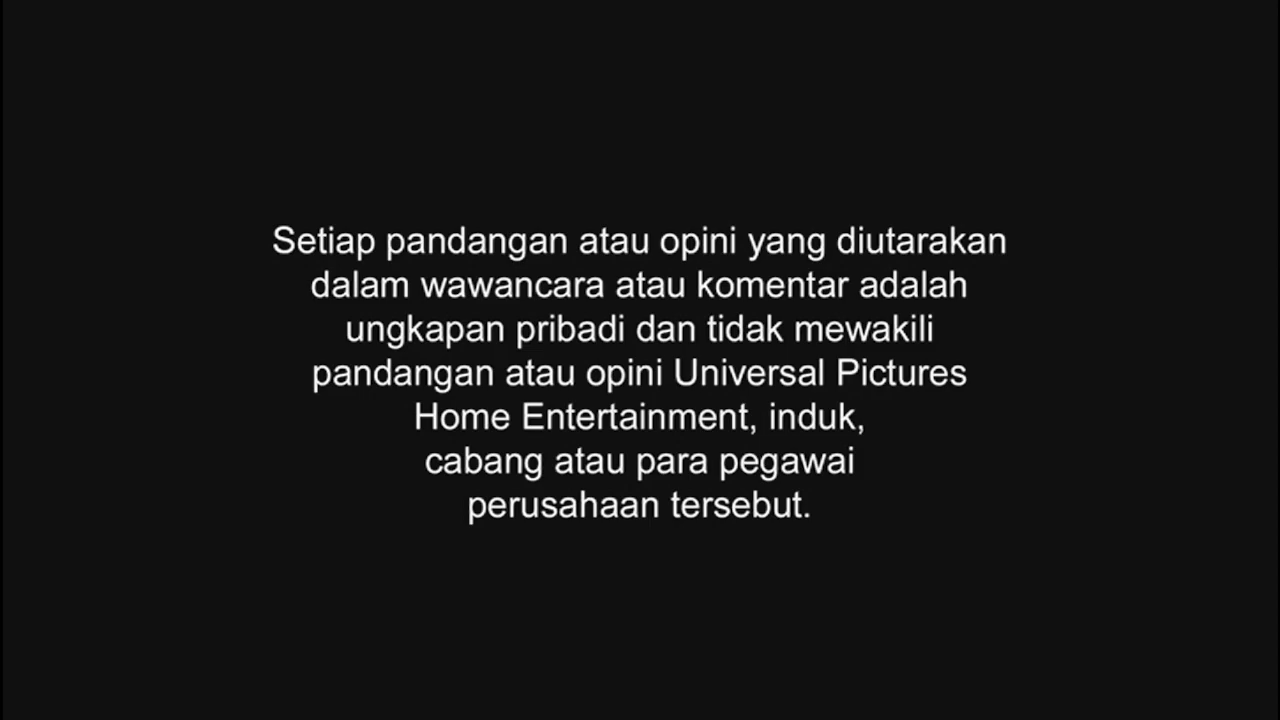 Setiap pandangan atau opini yang diutarakan
dalam wawancara atau komentar adalah
ungkapan pribadi dan tidak mewakili
pandangan atau opini Universal Pictures
Home Entertainment, induk,
cabang atau para pegawai
perusahaan tersebut.